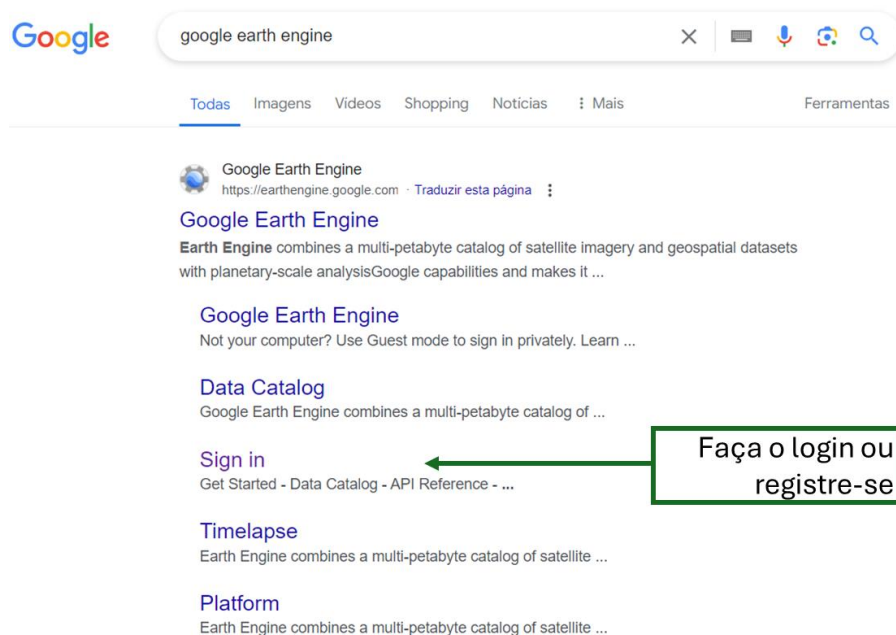 Google
google earth engine
Todas Imagens Vídeos Shopping Notícias Mais Ferramentas
Google Earth Engine
https://earthengine.google.com · Traduzir esta página
Google Earth Engine
Earth Engine combines a multi-petabyte catalog of satellite imagery and geospatial datasets
with planetary-scale analysisGoogle capabilities and makes it ...
Google Earth Engine
Not your computer? Use Guest mode to sign in privately. Learn ...
Data Catalog
Google Earth Engine combines a multi-petabyte catalog of ...
Sign in
Get Started - Data Catalog - API Reference - ...
Faça o login ou
registre-se
Timelapse
Earth Engine combines a multi-petabyte catalog of satellite ...
Platform
Earth Engine combines a multi-petabyte catalog of satellite ...